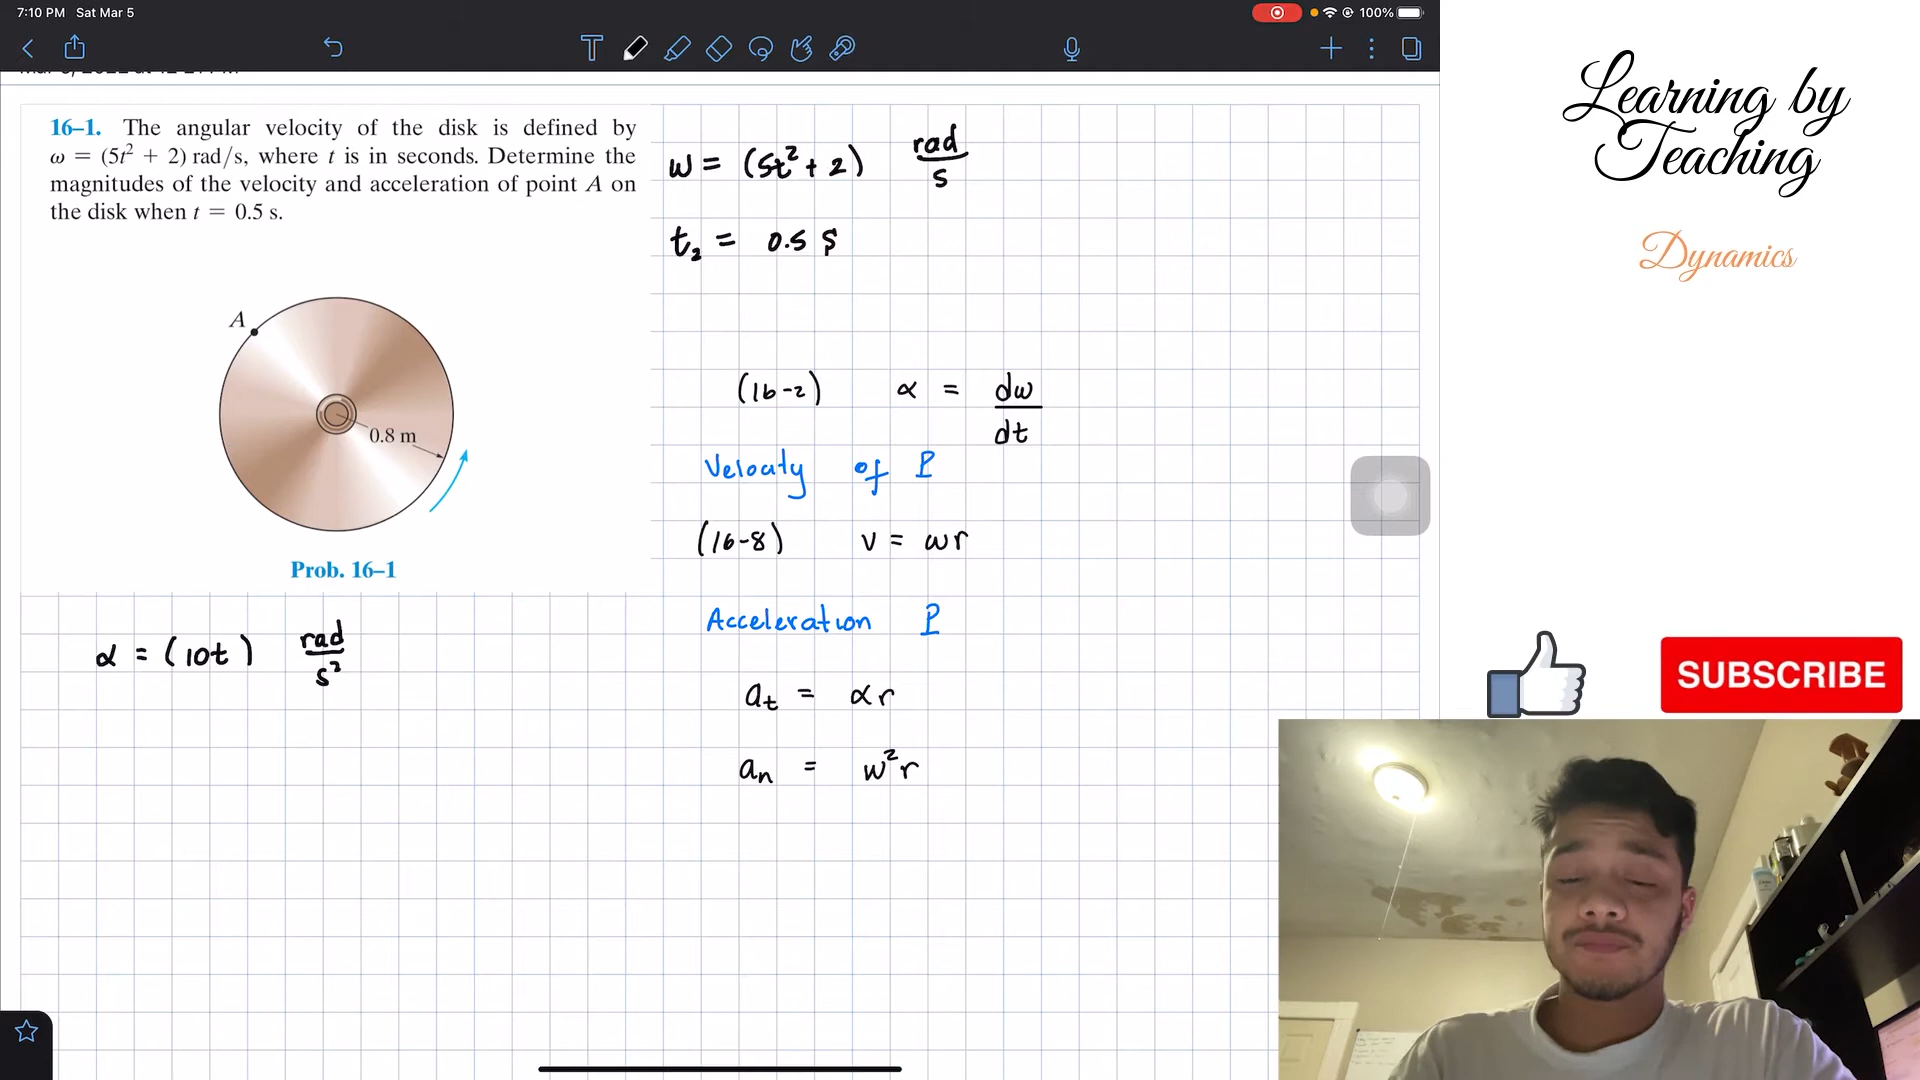 7:10 PM Sat Mar 5
100%
16–1. The angular velocity of the disk is defined by
ω = (5t² + 2) rad/s, where t is in seconds. Determine the
magnitudes of the velocity and acceleration of point A on
the disk when t = 0.5 s.
A
0.8 m
Prob. 16–1
α = (10t) rad/s²
ω = (5t² + 2) rad/s
t₂ = 0.5 s
(16-2) α = dω/dt
Velocity of P
(16-8) v = ωr
Acceleration P
aₜ = αr
aₙ = ω²r
Learning by
Teaching
Dynamics
SUBSCRIBE